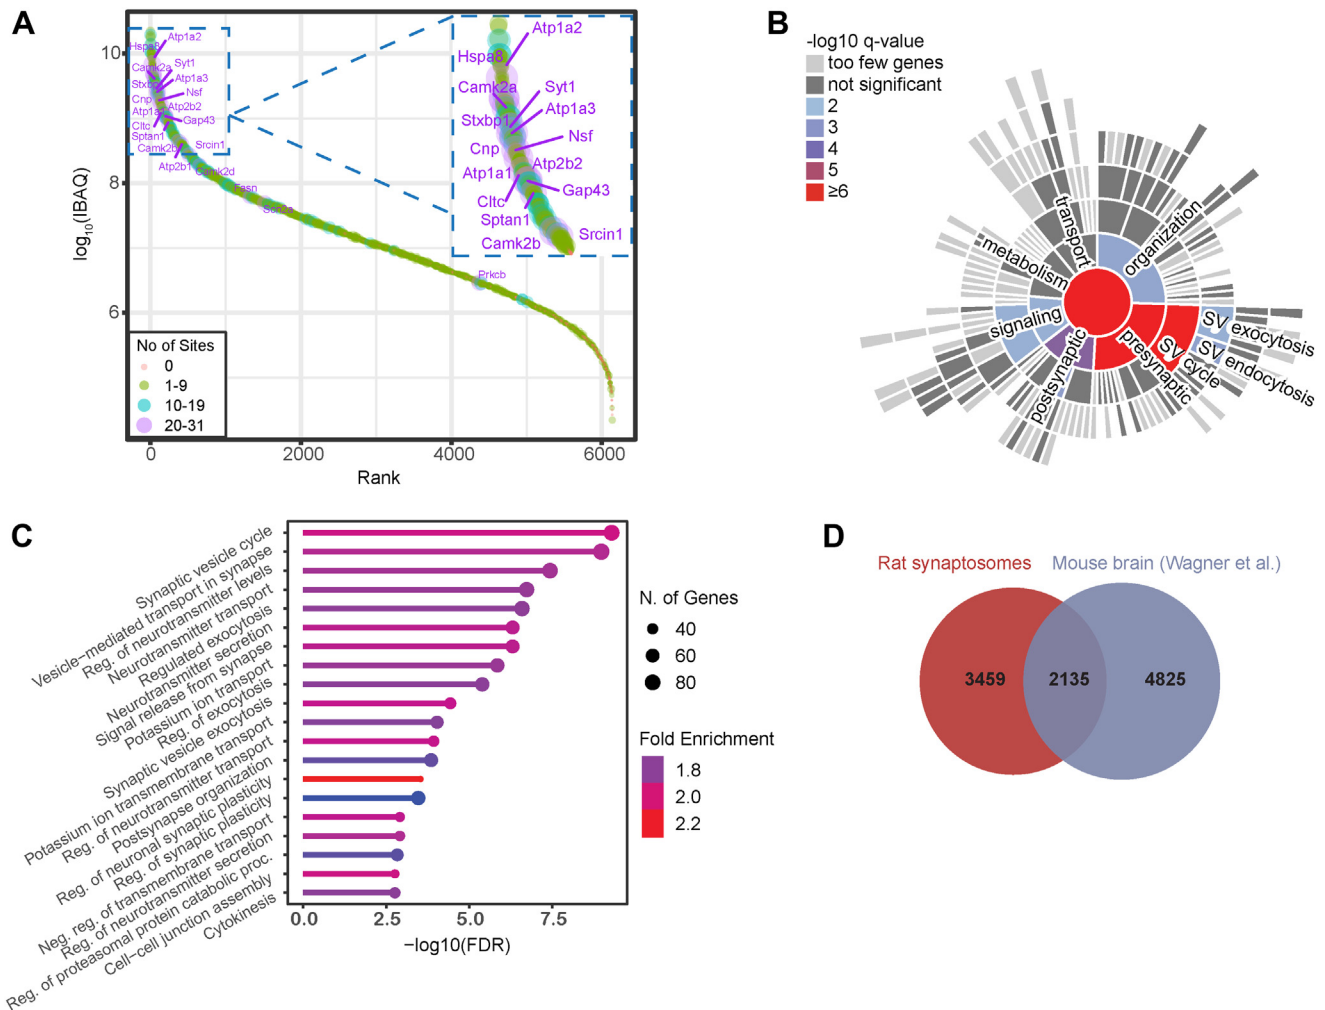 A
log10(IBAQ)
10
8
6
0
2000
4000
6000
Rank
Atp1a2
Hspa8
Camk2a
Syt1
Stxbp1
Atp1a3
Cnp
Nsf
Atp1a1
Atp2b2
Cltc
Gap43
Sptan1
Camk2b
Srcin1
Atp2b1
Camk2d
Fasn
Scn2a
Prkcb
Atp1a2
Hspa8
Camk2a
Syt1
Stxbp1
Atp1a3
Nsf
Cnp
Atp2b2
Atp1a1
Gap43
Cltc
Sptan1
Camk2b
Srcin1
No of Sites
0
1-9
10-19
20-31
B
-log10 q-value
too few genes
not significant
2
3
4
5
≥6
transport
organization
metabolism
signaling
postsynaptic
presynaptic
SV cycle
SV exocytosis
SV endocytosis
C
Synaptic vesicle cycle
Vesicle−mediated transport in synapse
Reg. of neurotransmitter levels
Neurotransmitter transport
Regulated exocytosis
Neurotransmitter secretion
Signal release from synapse
Potassium ion transport
Reg. of exocytosis
Synaptic vesicle exocytosis
Potassium ion transmembrane transport
Reg. of neurotransmitter transport
Postsynapse organization
Reg. of neuronal synaptic plasticity
Reg. of synaptic plasticity
Neg. reg. of transmembrane transport
Reg. of neurotransmitter secretion
Reg. of proteasomal protein catabolic proc.
Cell−cell junction assembly
Cytokinesis
0.0
2.5
5.0
7.5
−log10(FDR)
N. of Genes
40
60
80
Fold Enrichment
1.8
2.0
2.2
D
Rat synaptosomes
Mouse brain (Wagner et al.)
3459
2135
4825